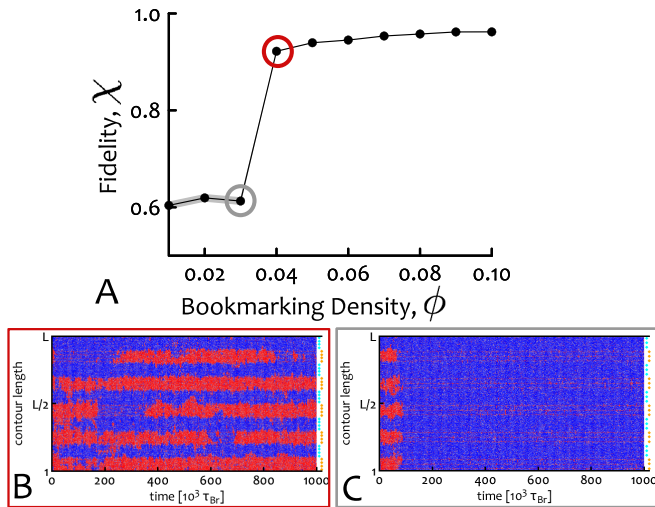 1.0
0.8
0.6
Fidelity, χ
0.02 0.04 0.06 0.08 0.10
A
Bookmarking Density, ϕ
L
L/2
1
contour length
0 200 400 600 800 1000
B
time [10³ τBr]
L
L/2
1
contour length
0 200 400 600 800 1000
C
time [10³ τBr]